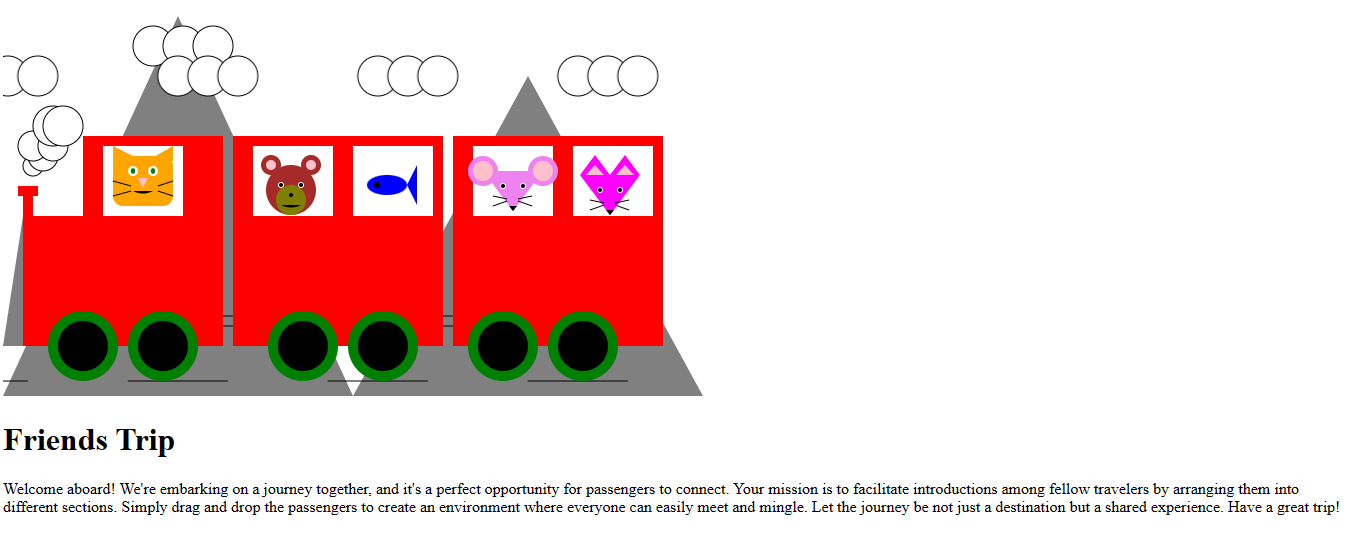 Friends Trip
Welcome aboard! We're embarking on a journey together, and it's a perfect opportunity for passengers to connect. Your mission is to facilitate introductions among fellow travelers by arranging them into
different sections. Simply drag and drop the passengers to create an environment where everyone can easily meet and mingle. Let the journey be not just a destination but a shared experience. Have a great trip!